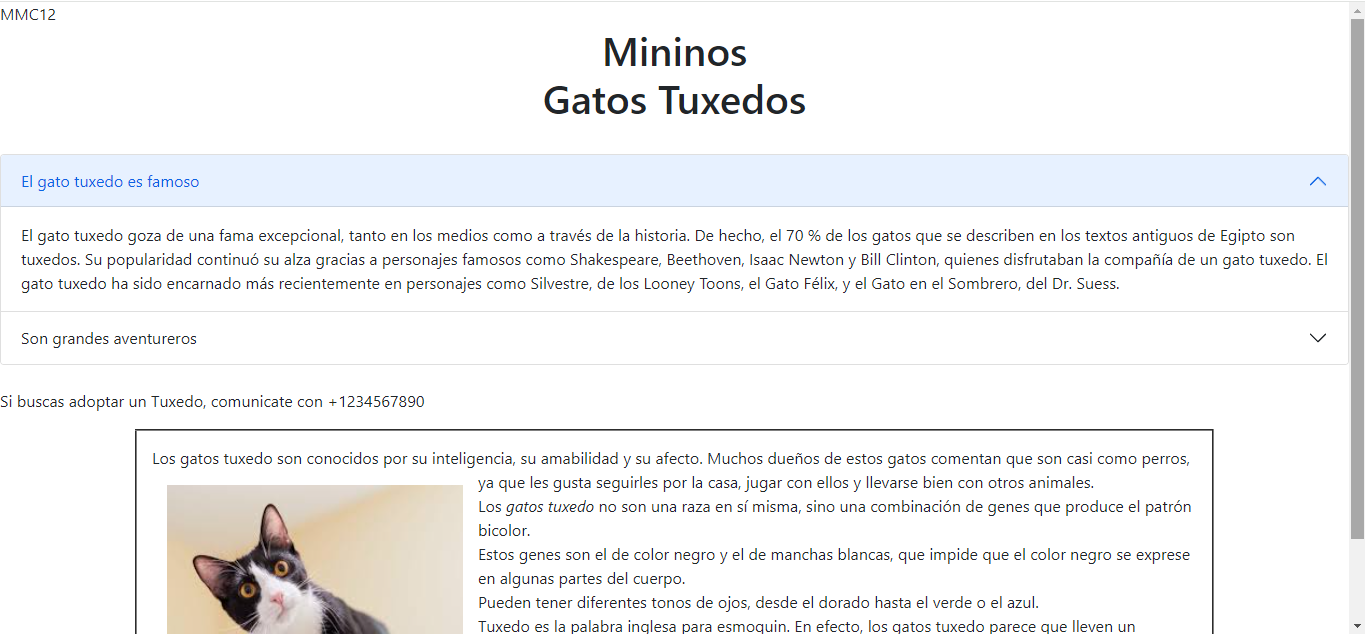 MMC12
Mininos
Gatos Tuxedos
El gato tuxedo es famoso
El gato tuxedo goza de una fama excepcional, tanto en los medios como a través de la historia. De hecho, el 70 % de los gatos que se describen en los textos antiguos de Egipto son
tuxedos. Su popularidad continuó su alza gracias a personajes famosos como Shakespeare, Beethoven, Isaac Newton y Bill Clinton, quienes disfrutaban la compañía de un gato tuxedo. El
gato tuxedo ha sido encarnado más recientemente en personajes como Silvestre, de los Looney Toons, el Gato Félix, y el Gato en el Sombrero, del Dr. Suess.
Son grandes aventureros
Si buscas adoptar un Tuxedo, comunicate con +1234567890
Los gatos tuxedo son conocidos por su inteligencia, su amabilidad y su afecto. Muchos dueños de estos gatos comentan que son casi como perros,
ya que les gusta seguirles por la casa, jugar con ellos y llevarse bien con otros animales.
Los gatos tuxedo no son una raza en sí misma, sino una combinación de genes que produce el patrón
bicolor.
Estos genes son el de color negro y el de manchas blancas, que impide que el color negro se exprese
en algunas partes del cuerpo.
Pueden tener diferentes tonos de ojos, desde el dorado hasta el verde o el azul.
Tuxedo es la palabra inglesa para esmoquin. En efecto, los gatos tuxedo parece que lleven un